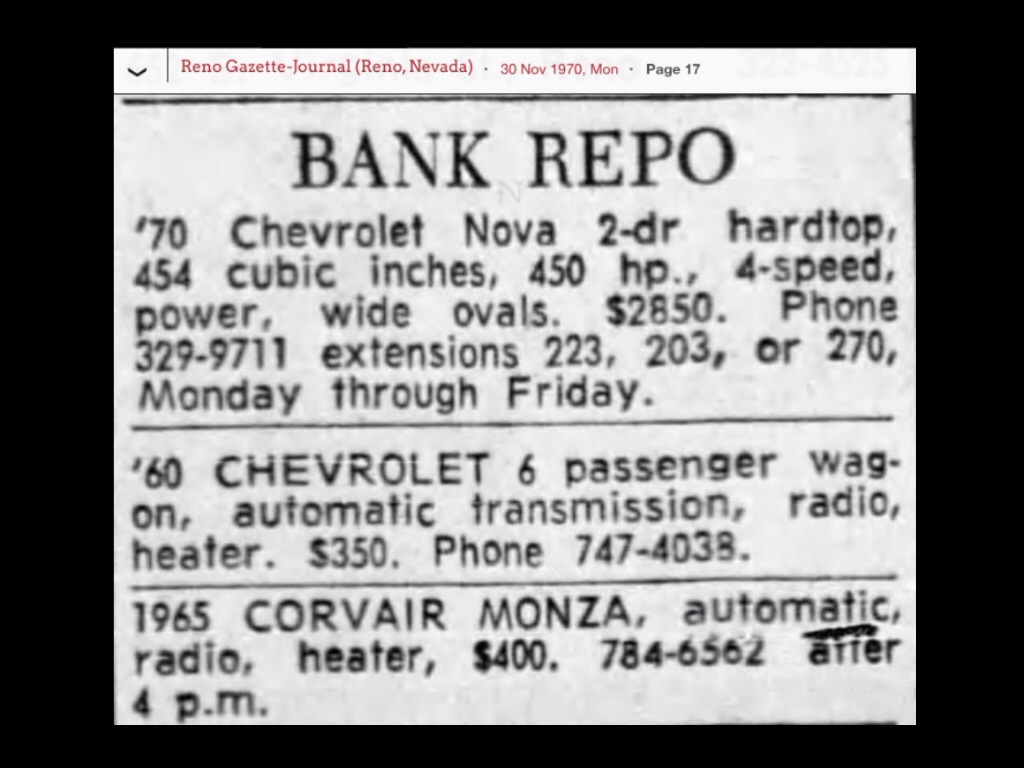 Reno Gazette-Journal (Reno, Nevada) · 30 Nov 1970, Mon · Page 17
BANK REPO
'70 Chevrolet Nova 2-dr hardtop,
454 cubic inches, 450 hp., 4-speed,
power, wide ovals. $2850. Phone
329-9711 extensions 223, 203, or 270,
Monday through Friday.
'60 CHEVROLET 6 passenger wag-
on, automatic transmission, radio,
heater. $350. Phone 747-4038.
1965 CORVAIR MONZA, automatic,
radio, heater, $400. 784-6562 after
4 p.m.